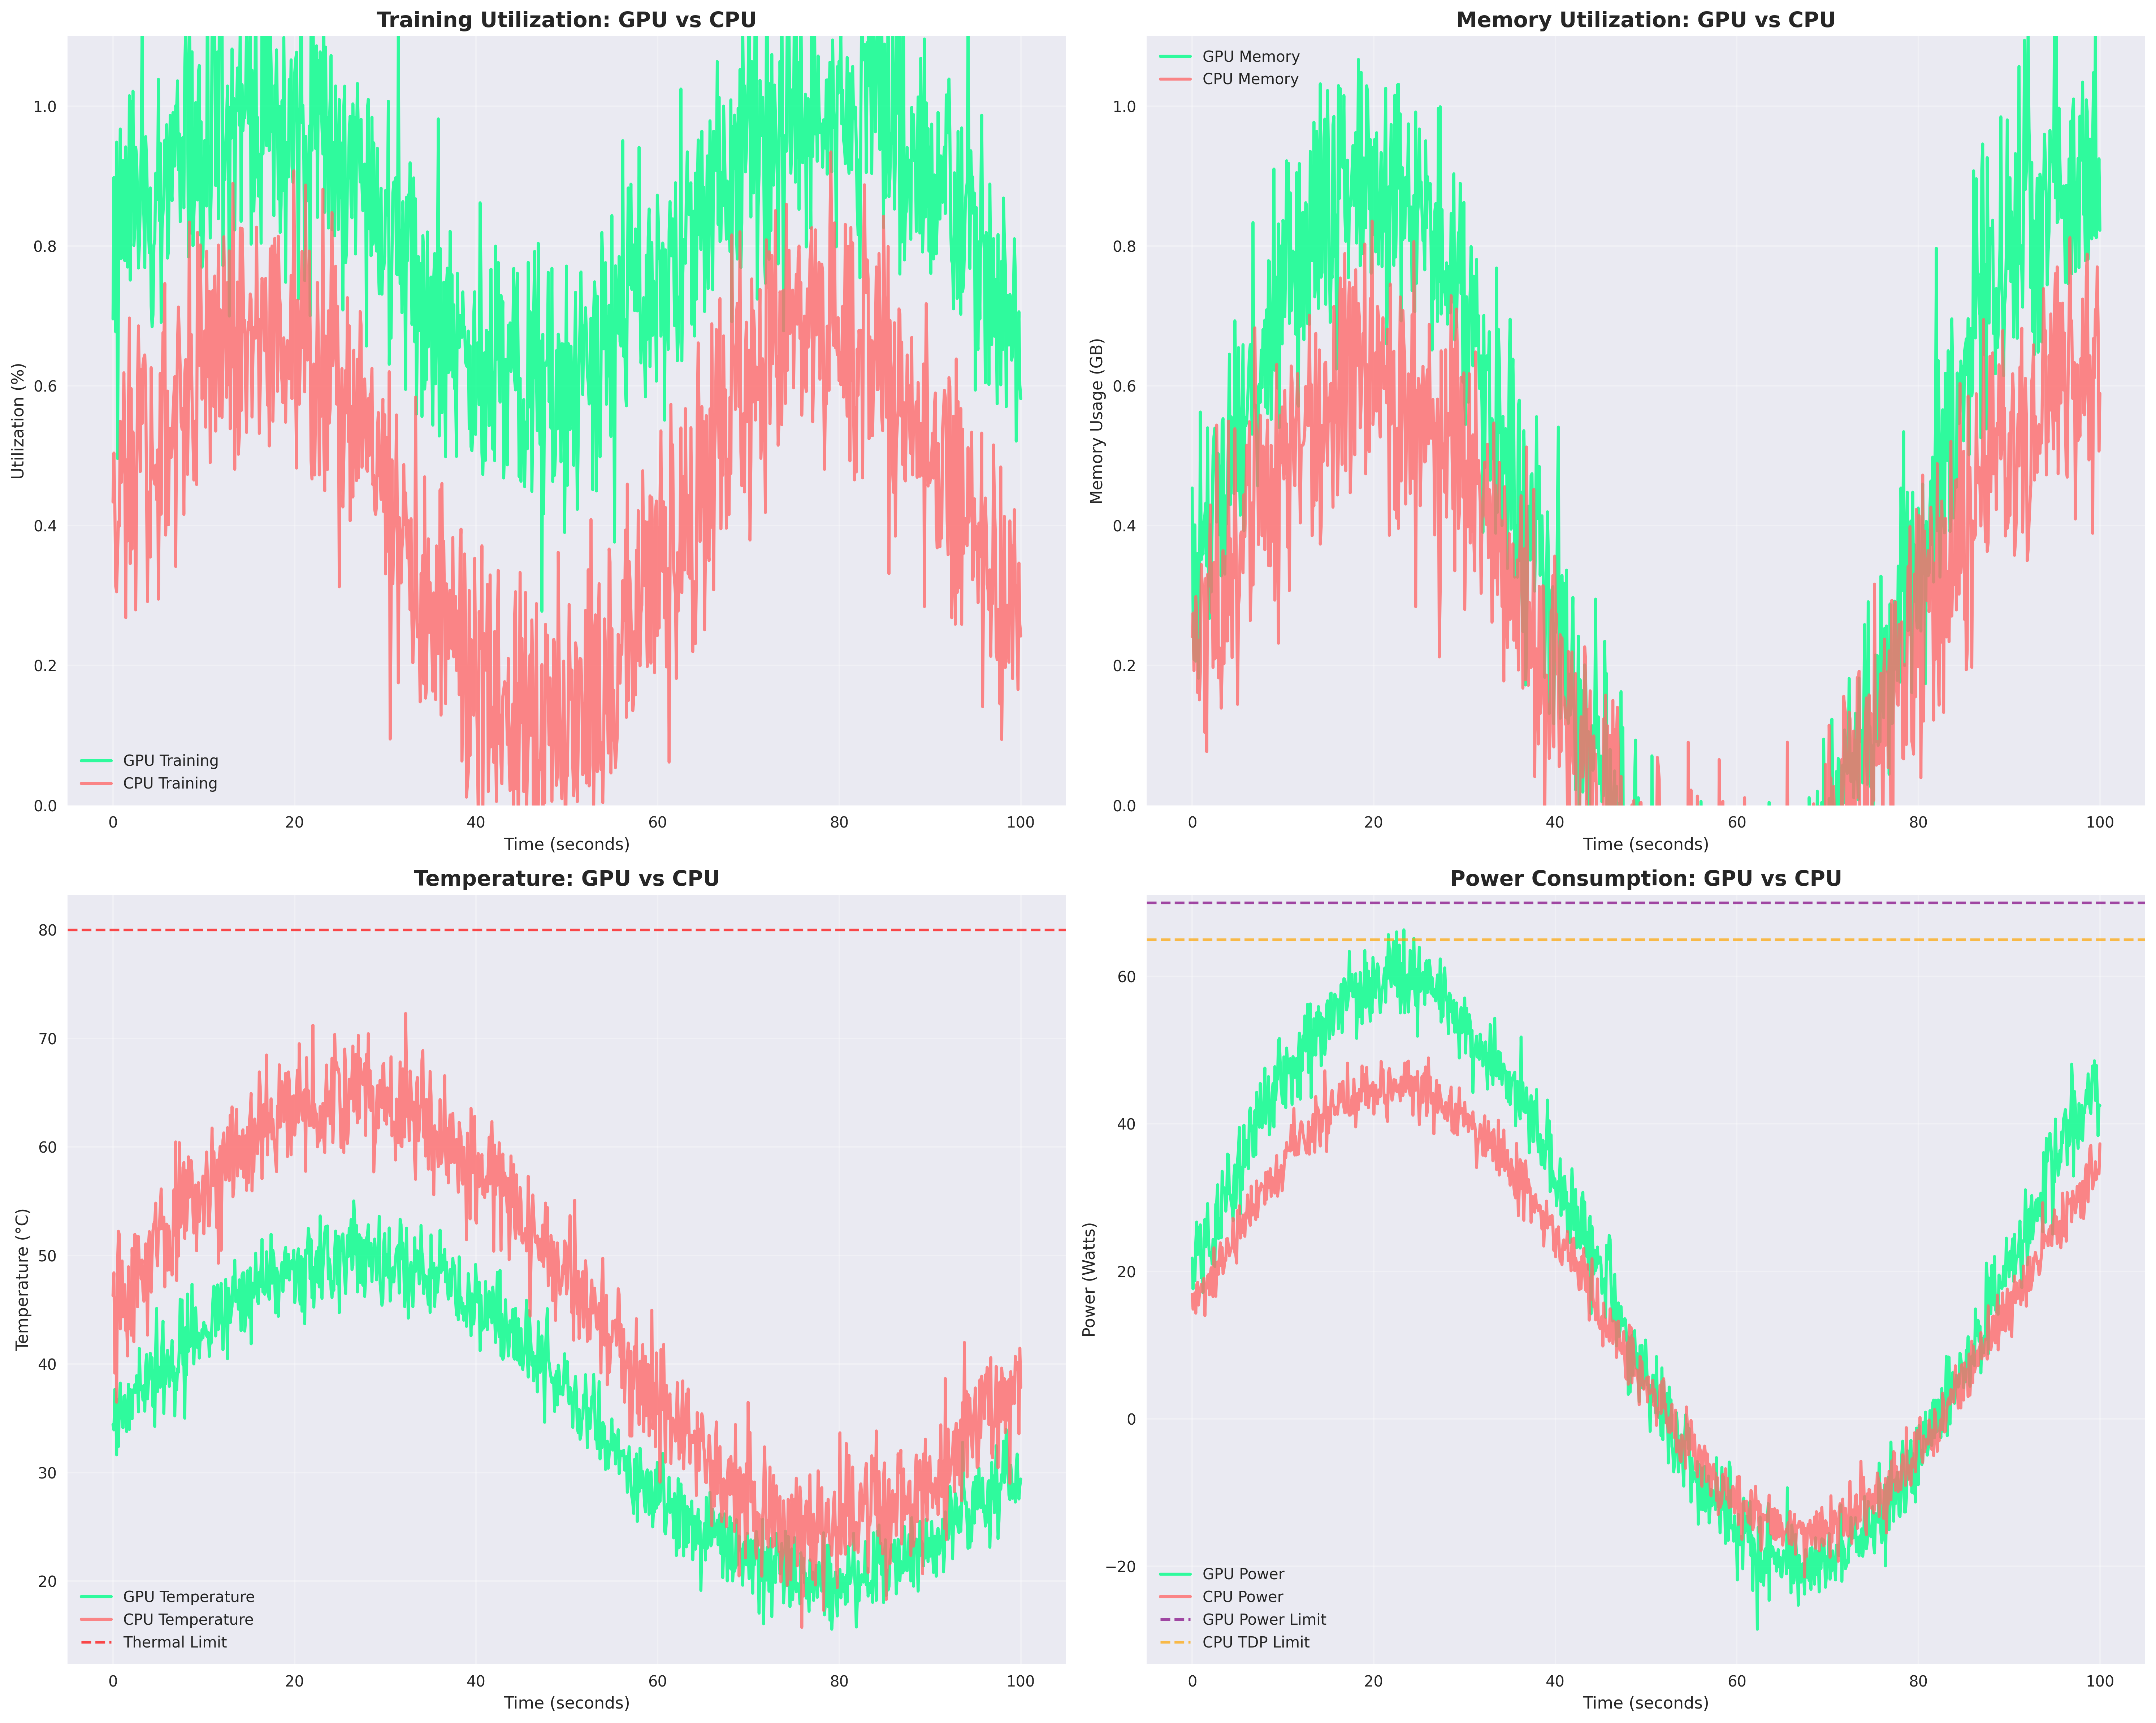 Training Utilization: GPU vs CPU
Utilization (%)
1.0
0.8
0.6
0.4
0.2
0.0
GPU Training
CPU Training
0 20 40 60 80 100
Time (seconds)
Memory Utilization: GPU vs CPU
Memory Usage (GB)
GPU Memory
CPU Memory
1.0
0.8
0.6
0.4
0.2
0.0
0 20 40 60 80 100
Time (seconds)
Temperature: GPU vs CPU
Temperature (°C)
80
70
60
50
40
30
20
GPU Temperature
CPU Temperature
Thermal Limit
0 20 40 60 80 100
Time (seconds)
Power Consumption: GPU vs CPU
Power (Watts)
60
40
20
0
−20
GPU Power
CPU Power
GPU Power Limit
CPU TDP Limit
0 20 40 60 80 100
Time (seconds)